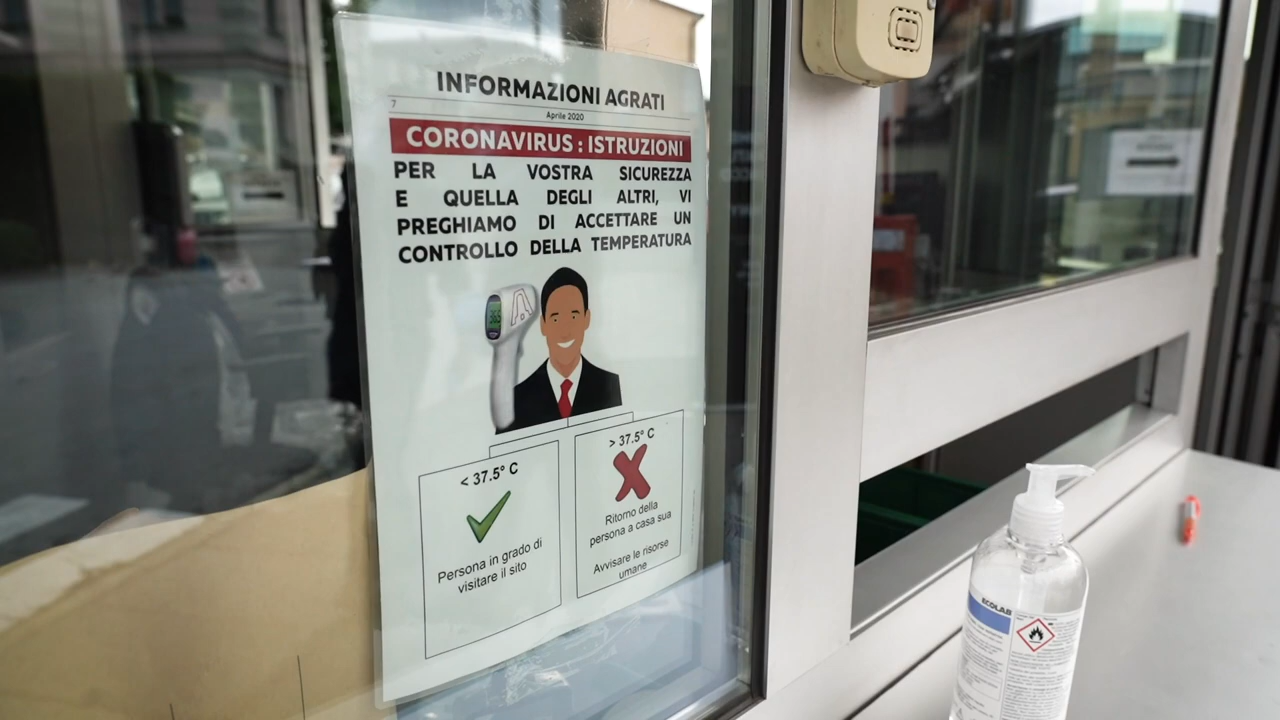 INFORMAZIONI AGRATI
7
Aprile 2020
CORONAVIRUS : ISTRUZIONI
PER LA VOSTRA SICUREZZA
E QUELLA DEGLI ALTRI, VI
PREGHIAMO DI ACCETTARE UN
CONTROLLO DELLA TEMPERATURA
< 37.5° C
Persona in grado di
visitare il sito
> 37.5° C
Ritorno della
persona a casa sua
Avvisare le risorse
umane
ECOLAB